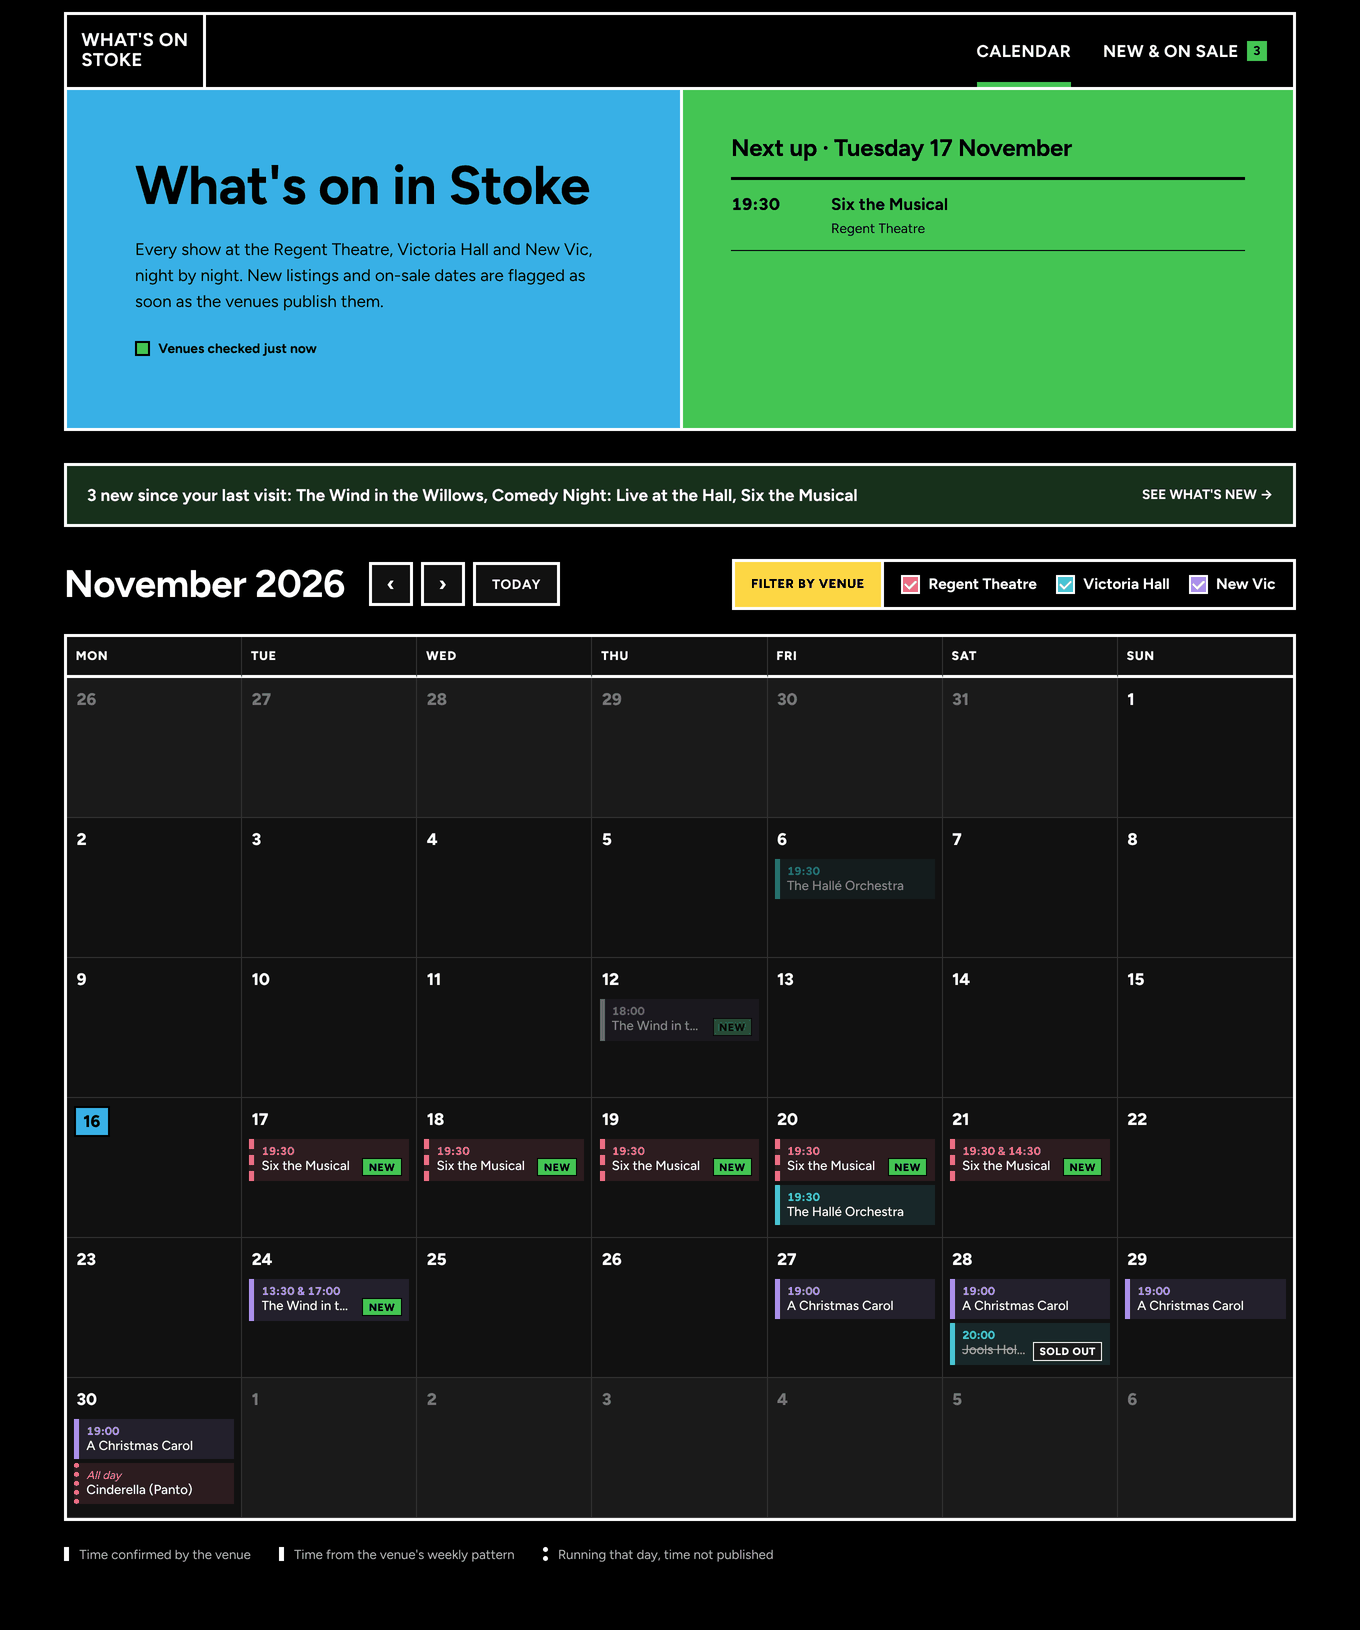 WHAT'S ON
STOKE
CALENDAR
NEW & ON SALE 3
What's on in Stoke
Every show at the Regent Theatre, Victoria Hall and New Vic,
night by night. New listings and on-sale dates are flagged as
soon as the venues publish them.
Venues checked just now
Next up · Tuesday 17 November
19:30 Six the Musical
Regent Theatre
3 new since your last visit: The Wind in the Willows, Comedy Night: Live at the Hall, Six the Musical
SEE WHAT'S NEW →
November 2026
‹ › TODAY
FILTER BY VENUE Regent Theatre Victoria Hall New Vic
MON TUE WED THU FRI SAT SUN
26 27 28 29 30 31 1
2 3 4 5 6 7 8
19:30
The Hallé Orchestra
9 10 11 12 13 14 15
18:00
The Wind in t... NEW
16 17 18 19 20 21 22
19:30 19:30 19:30 19:30 19:30 & 14:30
Six the Musical NEW Six the Musical NEW Six the Musical NEW Six the Musical NEW Six the Musical NEW
19:30
The Hallé Orchestra
23 24 25 26 27 28 29
13:30 & 17:00 19:00 19:00 19:00
The Wind in t... NEW A Christmas Carol A Christmas Carol A Christmas Carol
20:00
Jools Hol... SOLD OUT
30 1 2 3 4 5 6
19:00
A Christmas Carol
All day
Cinderella (Panto)
Time confirmed by the venue Time from the venue's weekly pattern Running that day, time not published